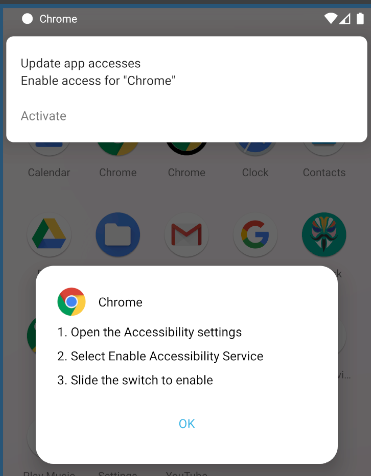 Chrome
Update app accesses
Enable access for "Chrome"
Activate
Calendar
Chrome
Chrome
Clock
Contacts
Chrome
1. Open the Accessibility settings
2. Select Enable Accessibility Service
3. Slide the switch to enable
OK
Play Music
Settings
YouTube